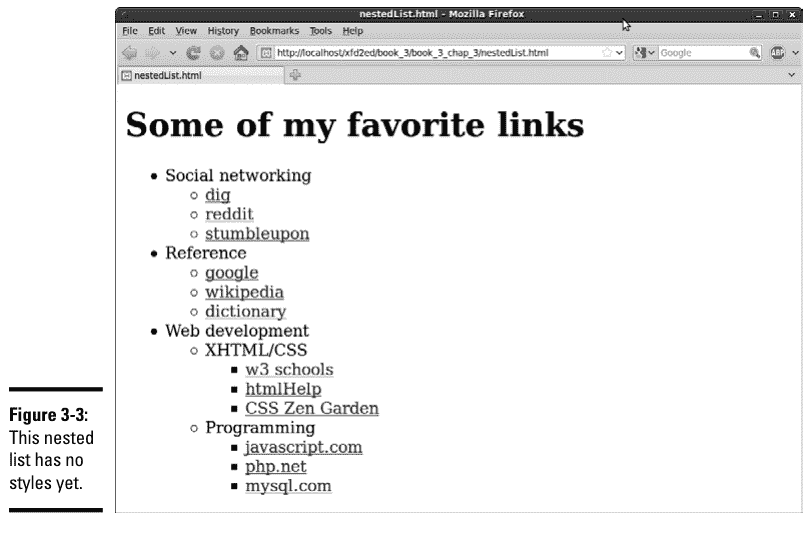 nestedList.html - Mozilla Firefox
File Edit View History Bookmarks Tools Help
http://localhost/xfd2ed/book_3/book_3_chap_3/nestedList.html Google ABP
nestedList.html
Some of my favorite links
Social networking
dig
reddit
stumbleupon
Reference
google
wikipedia
dictionary
Web development
XHTML/CSS
w3 schools
htmlHelp
CSS Zen Garden
Programming
javascript.com
php.net
mysql.com
Figure 3-3:
This nested
list has no
styles yet.